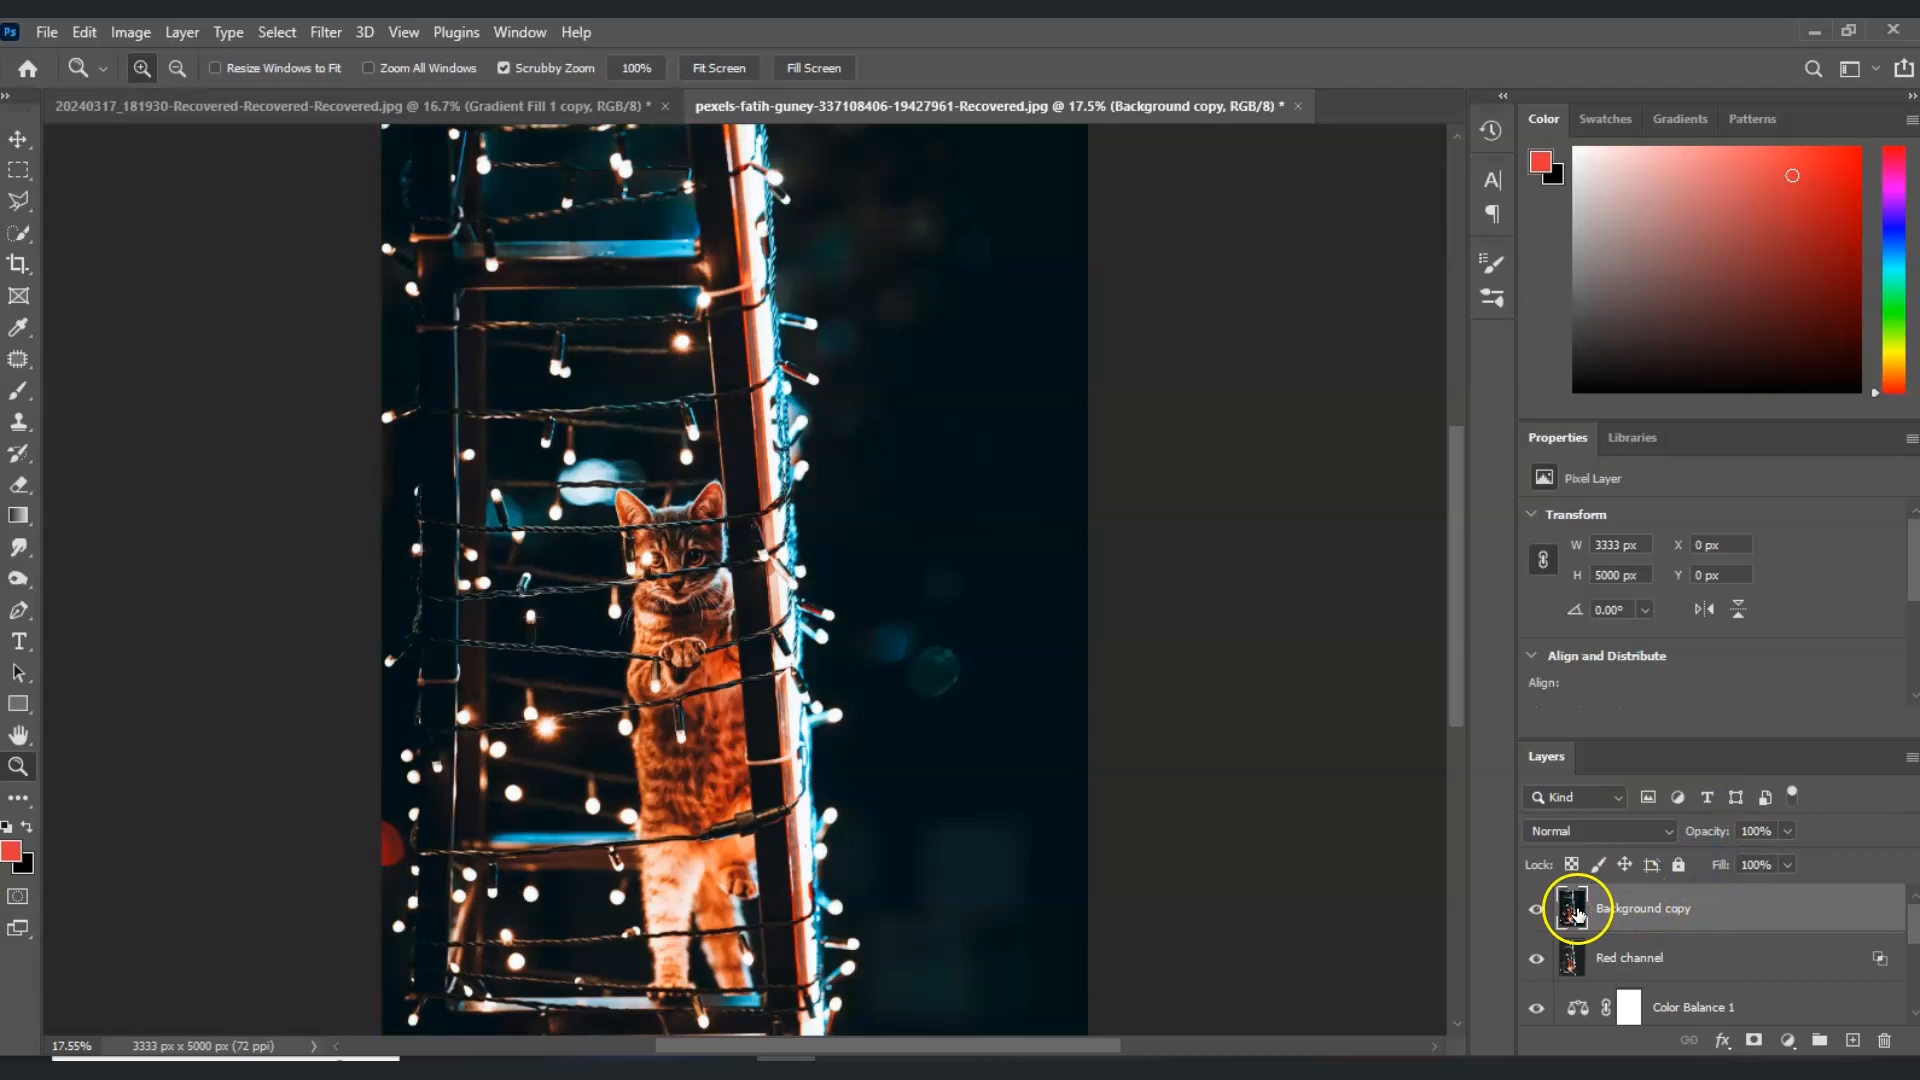 Ps File Edit Image Layer Type Select Filter 3D View Plugins Window Help
Resize Windows to Fit Zoom All Windows Scrubby Zoom 100% Fit Screen Fill Screen
20240317_181930-Recovered-Recovered-Recovered.jpg @ 16.7% (Gradient Fill 1 copy, RGB/8) * × pexels-fatih-guney-337108406-19427961-Recovered.jpg @ 17.5% (Background copy, RGB/8) * ×
Color Swatches Gradients Patterns
Properties Libraries
Pixel Layer
Transform
W 3333 px X 0 px
H 5000 px Y 0 px
0.00°
Align and Distribute
Align:
Layers
Kind
Normal Opacity: 100%
Lock: Fill: 100%
Background copy
Red channel
Color Balance 1
fx
17.55% 3333 px x 5000 px (72 ppi)